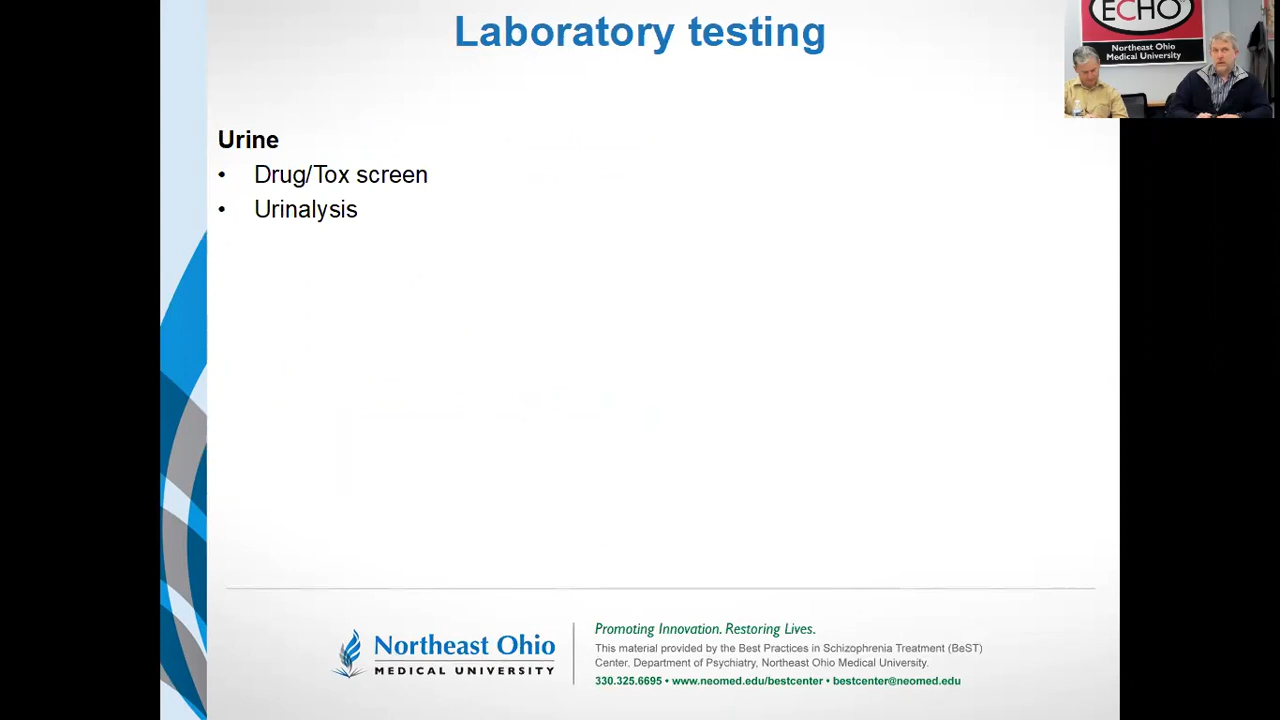 Laboratory testing
ECHO
Northeast Ohio
Medical University
Urine
• Drug/Tox screen
• Urinalysis
Northeast Ohio
MEDICAL UNIVERSITY
Promoting Innovation. Restoring Lives.
This material provided by the Best Practices in Schizophrenia Treatment (BeST)
Center, Department of Psychiatry, Northeast Ohio Medical University.
330.325.6695 • www.neomed.edu/bestcenter • bestcenter@neomed.edu